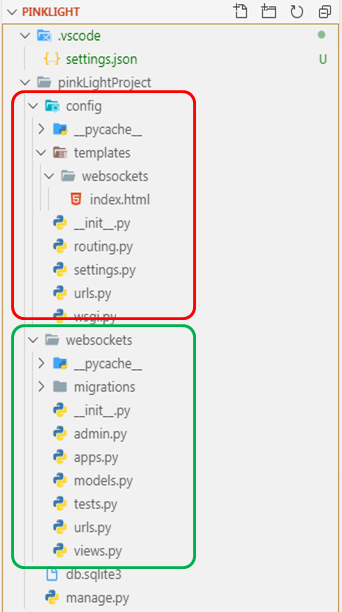 PINKLIGHT
.vscode
settings.json U
pinkLightProject
config
__pycache__
templates
websockets
index.html
__init__.py
routing.py
settings.py
urls.py
wsgi.py
websockets
__pycache__
migrations
__init__.py
admin.py
apps.py
models.py
tests.py
urls.py
views.py
db.sqlite3
manage.py